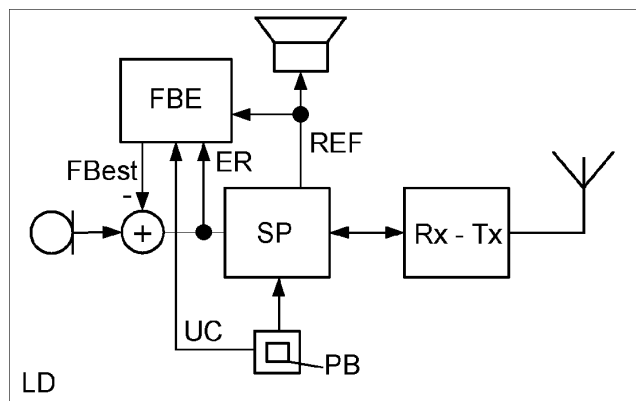 FBE
REF
ER
FBest
-
+
SP
Rx - Tx
UC
PB
LD